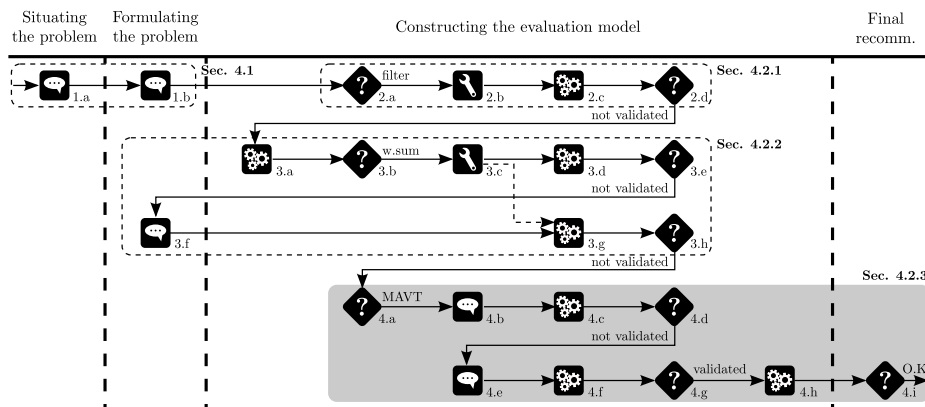 Situating the problem
Formulating the problem
Constructing the evaluation model
Final recomm.
Sec. 4.1
Sec. 4.2.1
1.a
1.b
filter
2.a
2.b
2.c
2.d
not validated
Sec. 4.2.2
3.a
w.sum
3.b
3.c
3.d
3.e
not validated
3.f
3.g
3.h
not validated
Sec. 4.2.3
MAVT
4.a
4.b
4.c
4.d
not validated
4.e
4.f
validated
4.g
4.h
O.K
4.i